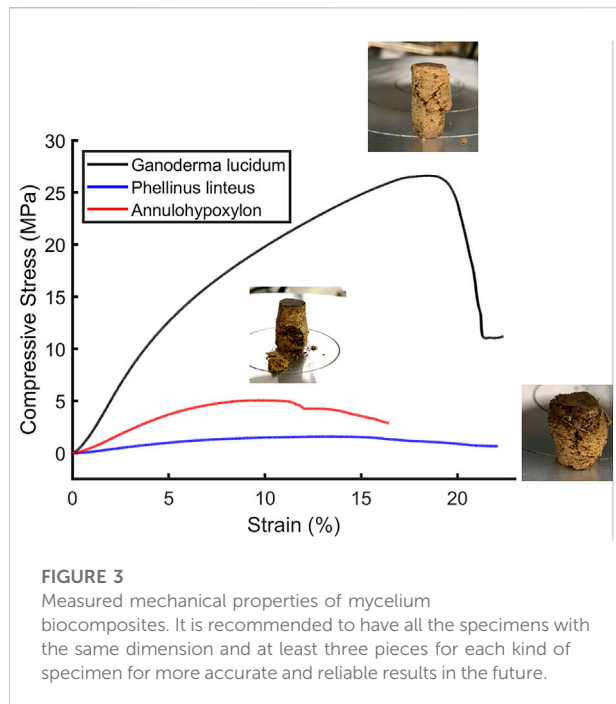 30
25
20
15
10
5
0
Compressive Stress (MPa)
Ganoderma lucidum
Phellinus linteus
Annulohypoxylon
0 5 10 15 20
Strain (%)
FIGURE 3
Measured mechanical properties of mycelium
biocomposites. It is recommended to have all the specimens with
the same dimension and at least three pieces for each kind of
specimen for more accurate and reliable results in the future.